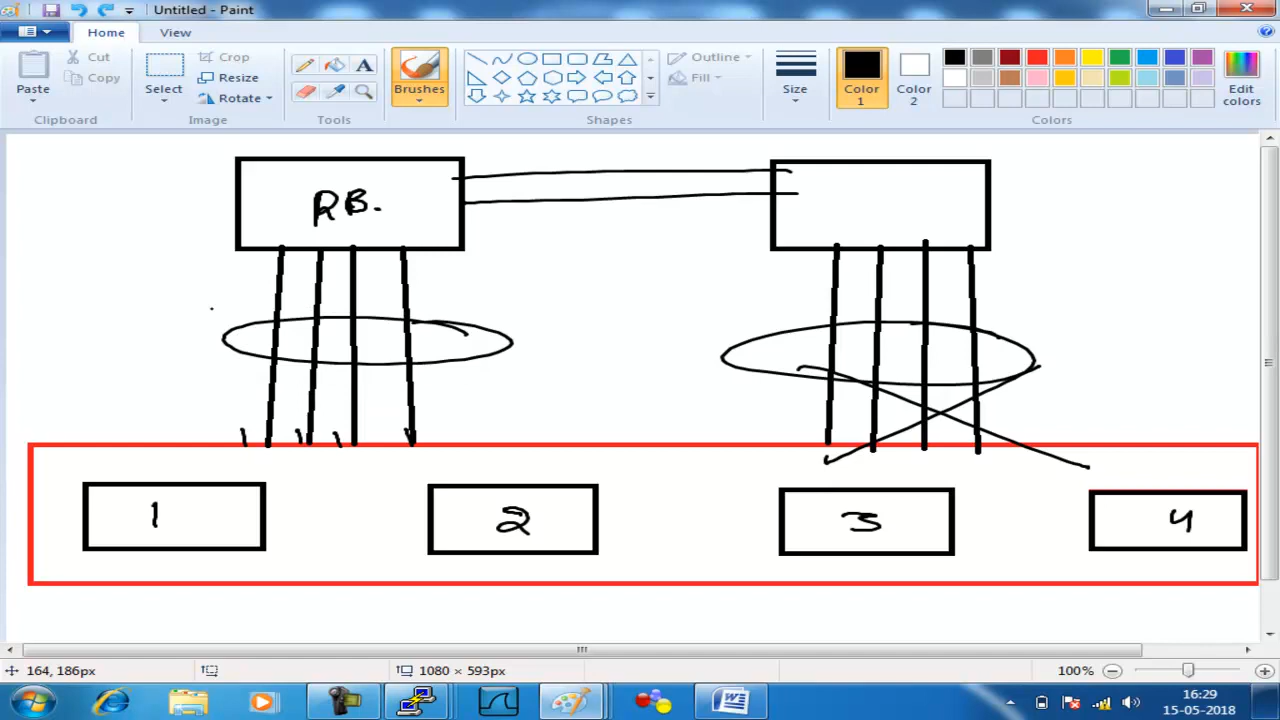 Untitled - Paint
Home
View
Paste
Cut
Copy
Clipboard
Select
Crop
Resize
Rotate
Image
Tools
Brushes
Shapes
Outline
Fill
Size
Color 1
Color 2
Edit colors
Colors
RB.
1
2
3
4
164, 186px
1080 × 593px
100%
16:29
15-05-2018